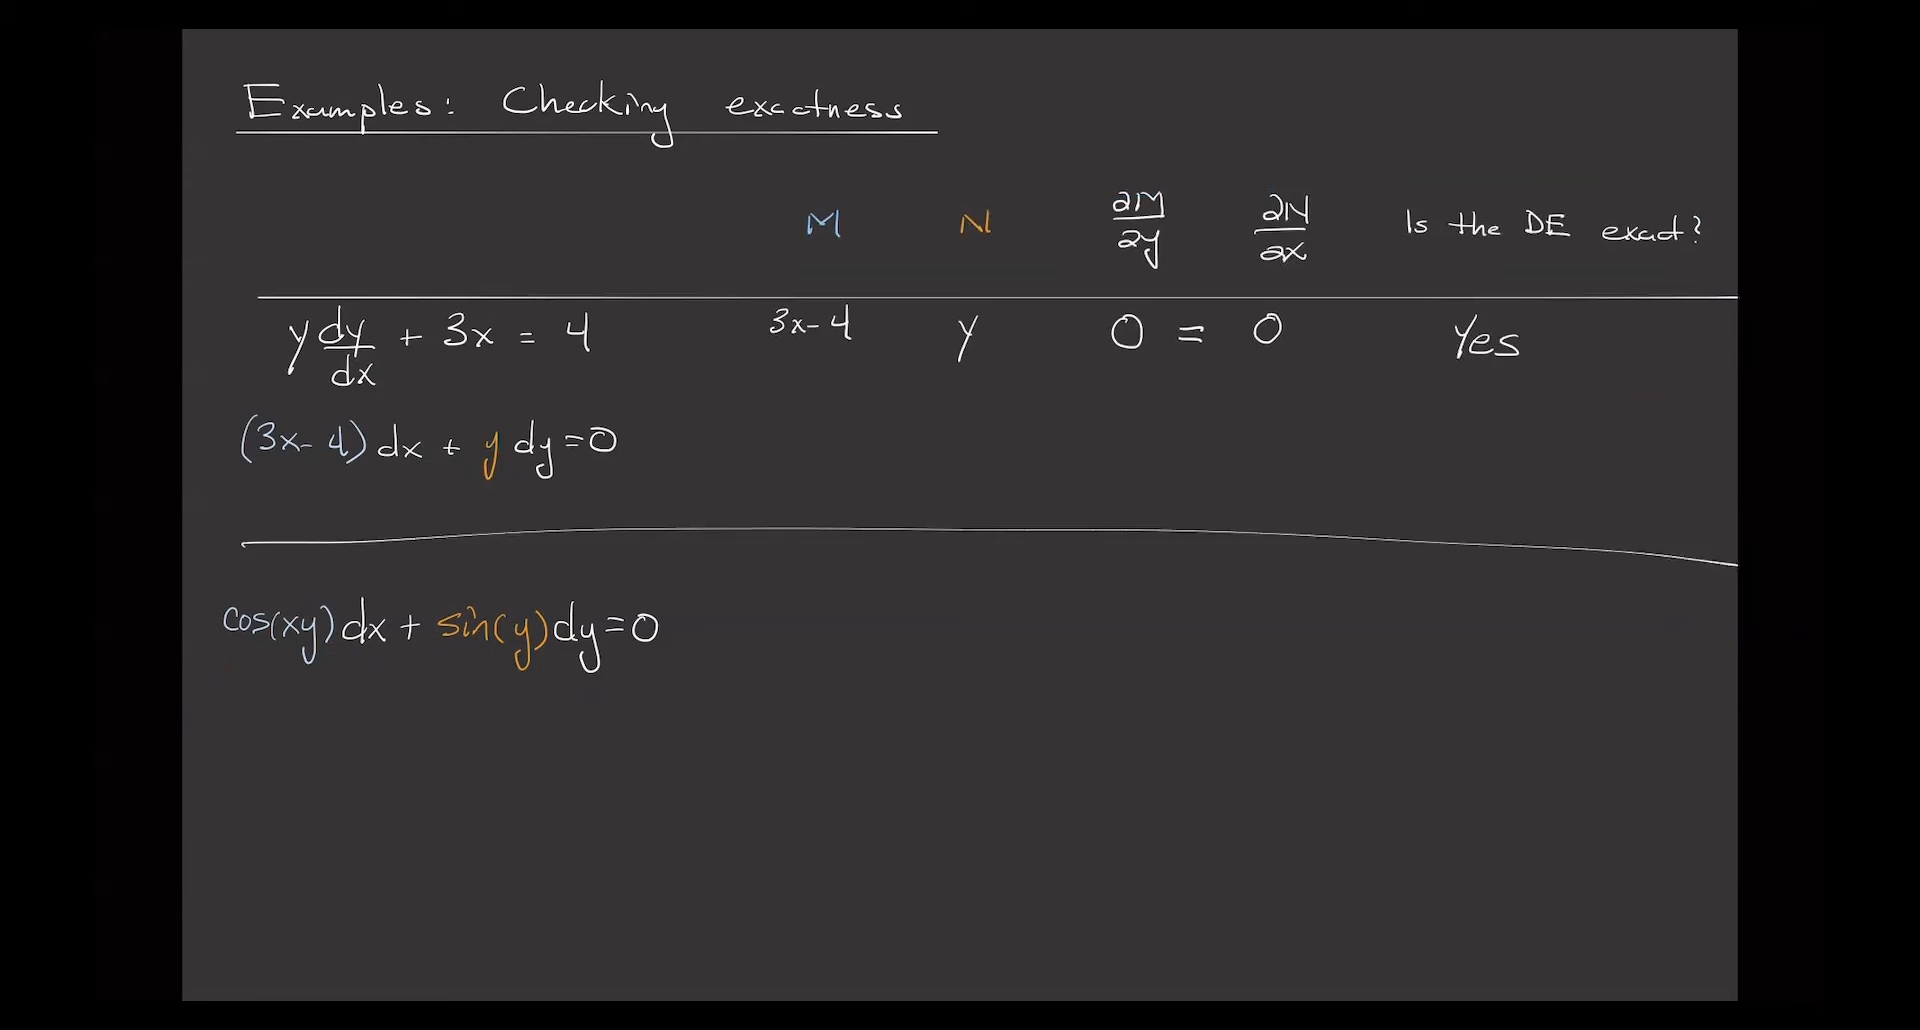 Examples: Checking exactness
M N ∂M/∂y ∂N/∂x Is the DE exact?
y dy/dx + 3x = 4 3x-4 y 0 = 0 Yes
(3x-4) dx + y dy = 0
cos(xy) dx + sin(y) dy = 0